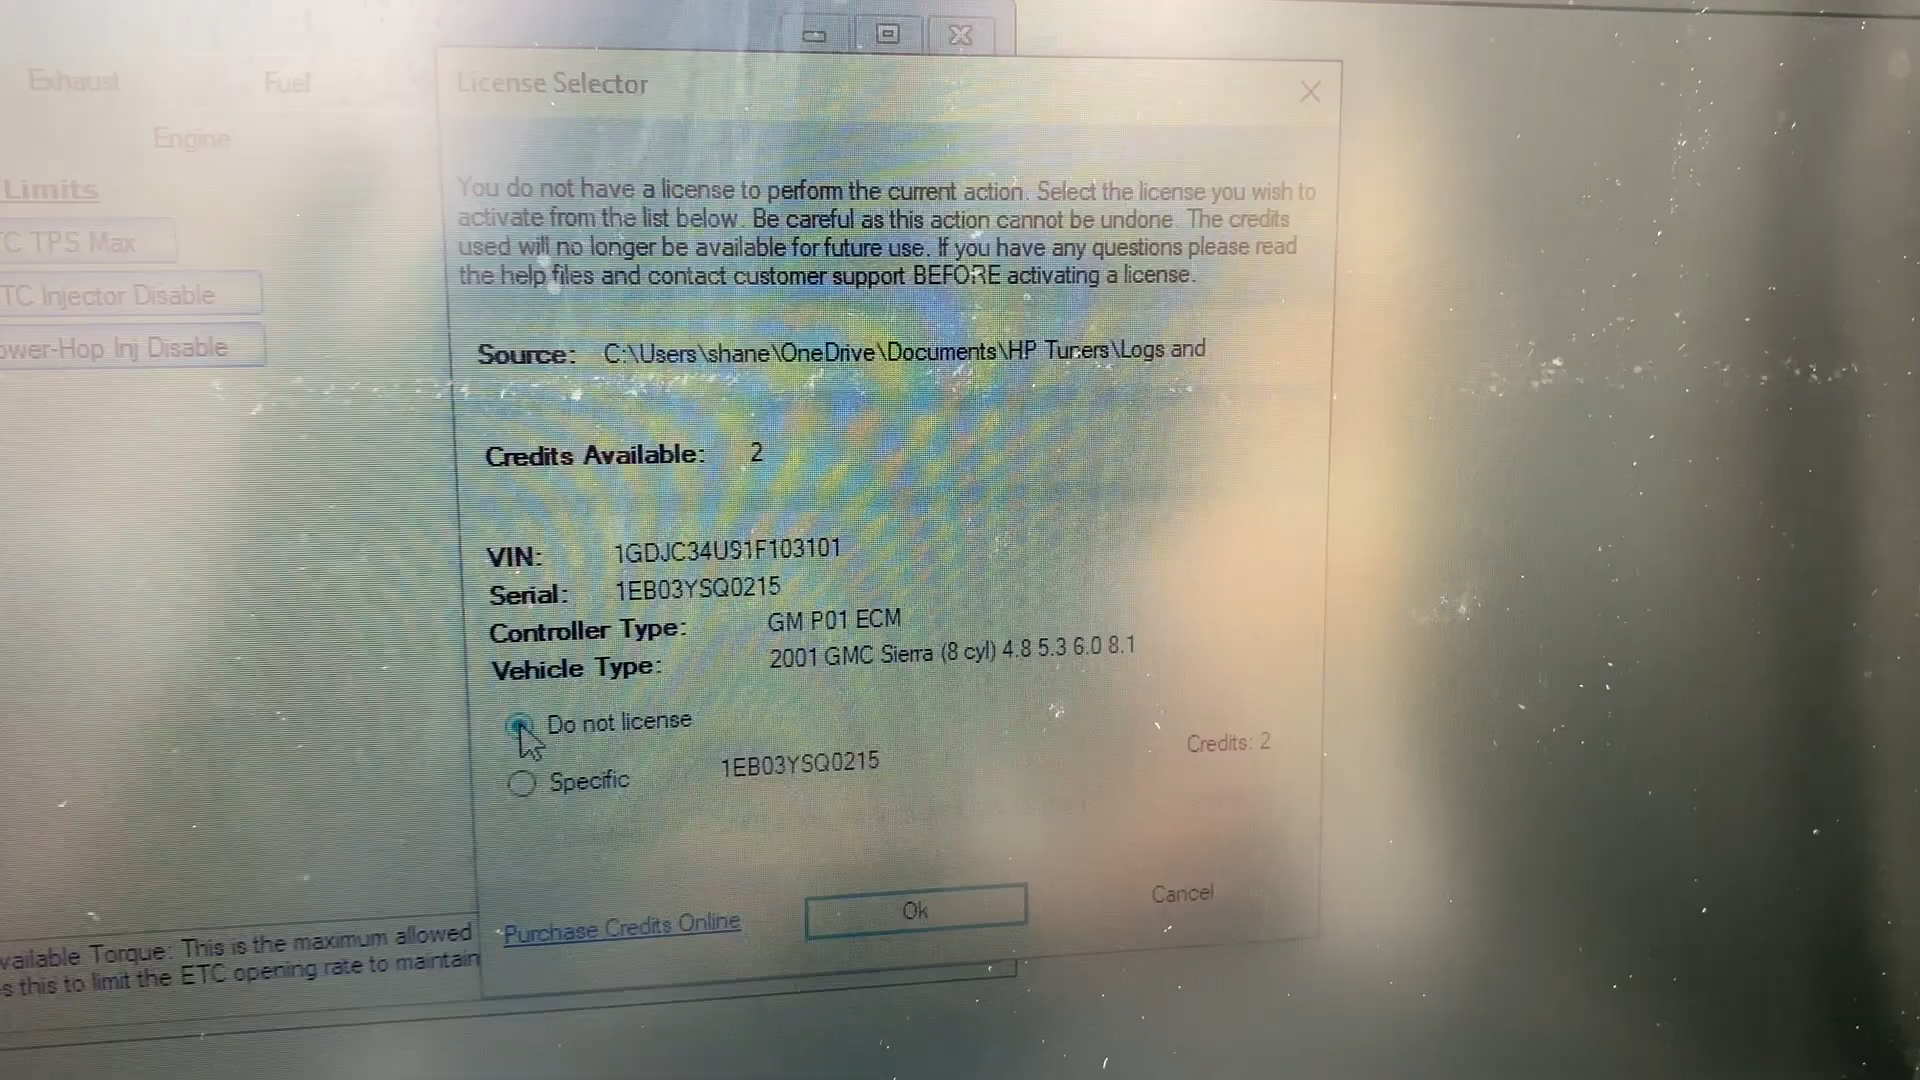 License Selector
Exhaust
Fuel
Engine
Limits
C TPS Max
TC Injector Disable
ower-Hop Inj Disable
You do not have a license to perform the current action. Select the license you wish to
activate from the list below. Be careful as this action cannot be undone. The credits
used will no longer be available for future use. If you have any questions please read
the help files and contact customer support BEFORE activating a license.
Source: C:\Users\shane\OneDrive\Documents\HP Tuners\Logs and
Credits Available: 2
VIN: 1GDJC34U91F103101
Serial: 1EB03YSQ0215
Controller Type: GM P01 ECM
Vehicle Type: 2001 GMC Sierra (8 cyl) 4.8 5.3 6.0 8.1
Do not license
Specific 1EB03YSQ0215 Credits: 2
Purchase Credits Online Ok Cancel
vailable Torque: This is the maximum allowed
s this to limit the ETC opening rate to maintain